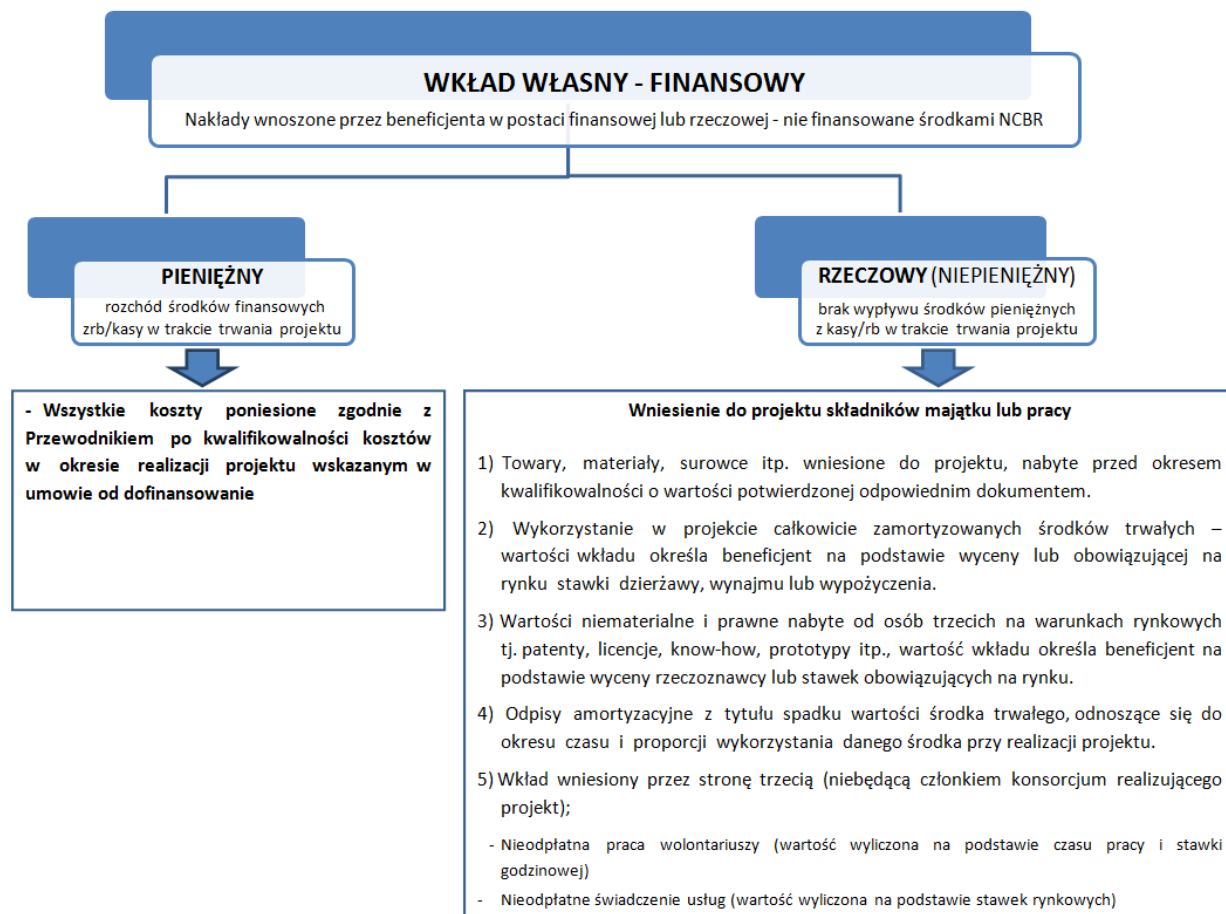 WKŁAD WŁASNY - FINANSOWY
Nakłady wnoszone przez beneficjenta w postaci finansowej lub rzeczowej - nie finansowane środkami NCBR
PIENIĘŻNY
rozchód środków finansowych
zrb/kasy w trakcie trwania projektu
- Wszystkie koszty poniesione zgodnie z
Przewodnikiem po kwalifikowalności kosztów
w okresie realizacji projektu wskazanym w
umowie od dofinansowanie
RZECZOWY (NIEPIENIĘŻNY)
brak wypływu środków pieniężnych
z kasy/rb w trakcie trwania projektu
Wniesienie do projektu składników majątku lub pracy
1) Towary, materiały, surowce itp. wniesione do projektu, nabyte przed okresem
kwalifikowalności o wartości potwierdzonej odpowiednim dokumentem.
2) Wykorzystanie w projekcie całkowicie zamortyzowanych środków trwałych –
wartości wkładu określa beneficjent na podstawie wyceny lub obowiązującej na
rynku stawki dzierżawy, wynajmu lub wypożyczenia.
3) Wartości niematerialne i prawne nabyte od osób trzecich na warunkach rynkowych
tj. patenty, licencje, know-how, prototypy itp., wartość wkładu określa beneficjent na
podstawie wyceny rzeczoznawcy lub stawek obowiązujących na rynku.
4) Odpisy amortyzacyjne z tytułu spadku wartości środka trwałego, odnoszące się do
okresu czasu i proporcji wykorzystania danego środka przy realizacji projektu.
5) Wkład wniesiony przez stronę trzecią (niebędącą członkiem konsorcjum realizującego
projekt);
- Nieodpłatna praca wolontariuszy (wartość wyliczona na podstawie czasu pracy i stawki
godzinowej)
- Nieodpłatne świadczenie usług (wartość wyliczona na podstawie stawek rynkowych)